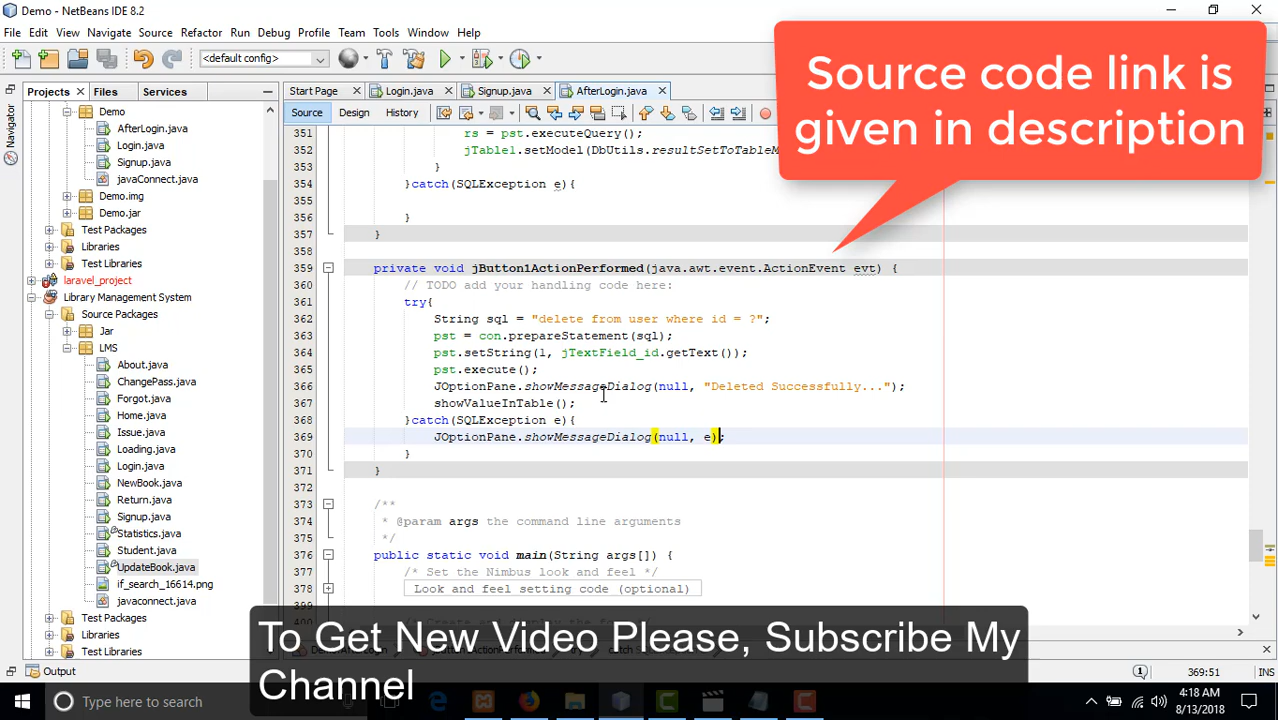 Demo - NetBeans IDE 8.2
File Edit View Navigate Source Refactor Run Debug Profile Team Tools Window Help
<default config>
Source code link is
given in description
Projects Files Services
Start Page Login.java Signup.java AfterLogin.java
Source Design History
Navigator
Demo
AfterLogin.java
Login.java
Signup.java
javaConnect.java
Demo.img
Demo.jar
Test Packages
Libraries
Test Libraries
laravel_project
Library Management System
Source Packages
Jar
LMS
About.java
ChangePass.java
Forgot.java
Home.java
Issue.java
Loading.java
Login.java
NewBook.java
Return.java
Signup.java
Statistics.java
Student.java
UpdateBook.java
if_search_16614.png
javaconnect.java
Test Packages
Libraries
Test Libraries
351 rs = pst.executeQuery();
352 jTable1.setModel(DbUtils.resultSetToTableM
353 }
354 }catch(SQLException e){
355
356 }
357 }
358
359 private void jButton1ActionPerformed(java.awt.event.ActionEvent evt) {
360 // TODO add your handling code here:
361 try{
362 String sql = "delete from user where id = ?";
363 pst = con.prepareStatement(sql);
364 pst.setString(1, jTextField_id.getText());
365 pst.execute();
366 JOptionPane.showMessageDialog(null, "Deleted Successfully...");
367 showValueInTable();
368 }catch(SQLException e){
369 JOptionPane.showMessageDialog(null, e);
370 }
371 }
372
373 /**
374 * @param args the command line arguments
375 */
376 public static void main(String args[]) {
377 /* Set the Nimbus look and feel */
378 Look and feel setting code (optional)
399
To Get New Video Please, Subscribe My
Channel
Output
1
369:51
Type here to search
4:18 AM
8/13/2018